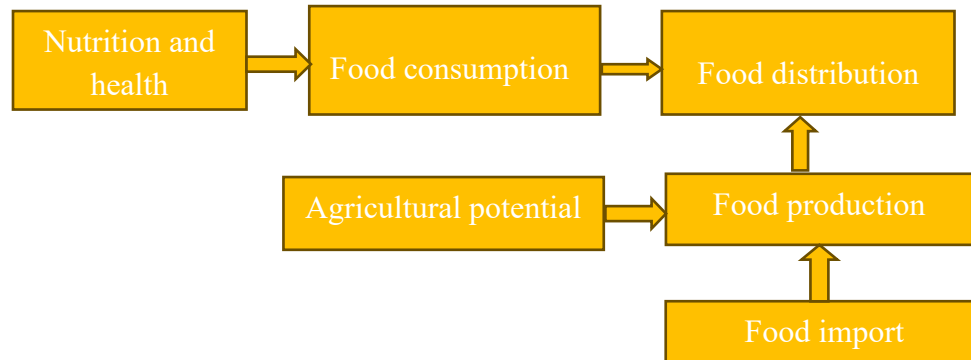 Nutrition and
health
Food consumption
Food distribution
Agricultural potential
Food production
Food import